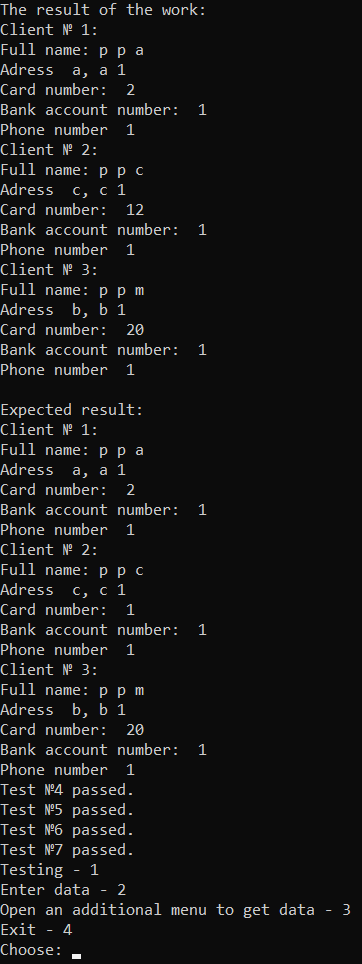 The result of the work:
Client № 1:
Full name: p p a
Adress  a, a 1
Card number:  2
Bank account number:  1
Phone number  1
Client № 2:
Full name: p p c
Adress  c, c 1
Card number:  12
Bank account number:  1
Phone number  1
Client № 3:
Full name: p p m
Adress  b, b 1
Card number:  20
Bank account number:  1
Phone number  1

Expected result:
Client № 1:
Full name: p p a
Adress  a, a 1
Card number:  2
Bank account number:  1
Phone number  1
Client № 2:
Full name: p p c
Adress  c, c 1
Card number:  1
Bank account number:  1
Phone number  1
Client № 3:
Full name: p p m
Adress  b, b 1
Card number:  20
Bank account number:  1
Phone number  1
Test №4 passed.
Test №5 passed.
Test №6 passed.
Test №7 passed.
Testing - 1
Enter data - 2
Open an additional menu to get data - 3
Exit - 4
Choose: